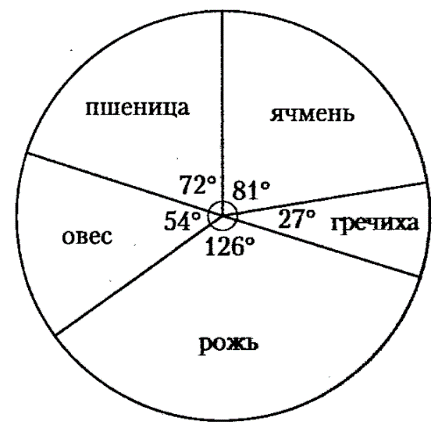 пшеница
ячмень
72° 81°
54° 27° гречиха
овес 126°
рожь